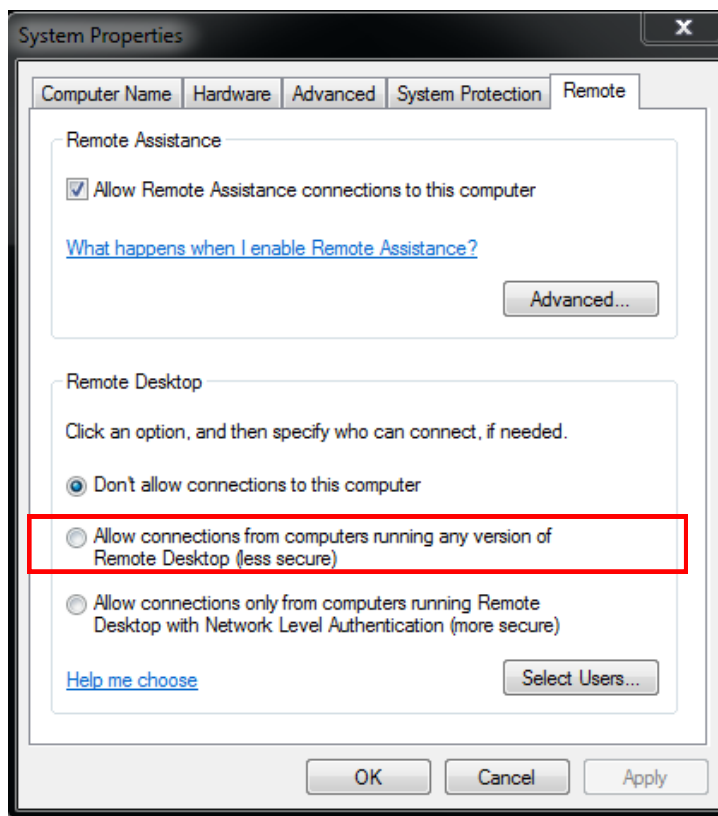 System Properties
x
Computer Name Hardware Advanced System Protection Remote
Remote Assistance
Allow Remote Assistance connections to this computer
What happens when I enable Remote Assistance?
Advanced...
Remote Desktop
Click an option, and then specify who can connect, if needed.
Don't allow connections to this computer
Allow connections from computers running any version of
Remote Desktop (less secure)
Allow connections only from computers running Remote
Desktop with Network Level Authentication (more secure)
Help me choose Select Users...
OK Cancel Apply